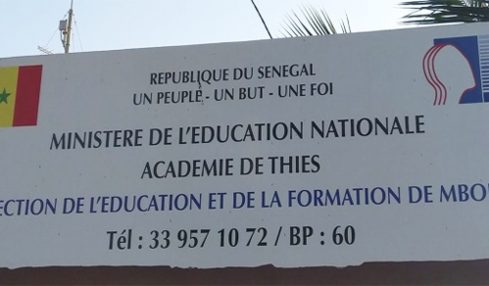 REPUBLIQUE DU SENEGAL
UN PEUPLE - UN BUT - UNE FOI
MINISTERE DE L'EDUCATION NATIONALE
ACADEMIE DE THIES
ECTION DE L'EDUCATION ET DE LA FORMATION DE MBO
Tél : 33 957 10 72 / BP : 60